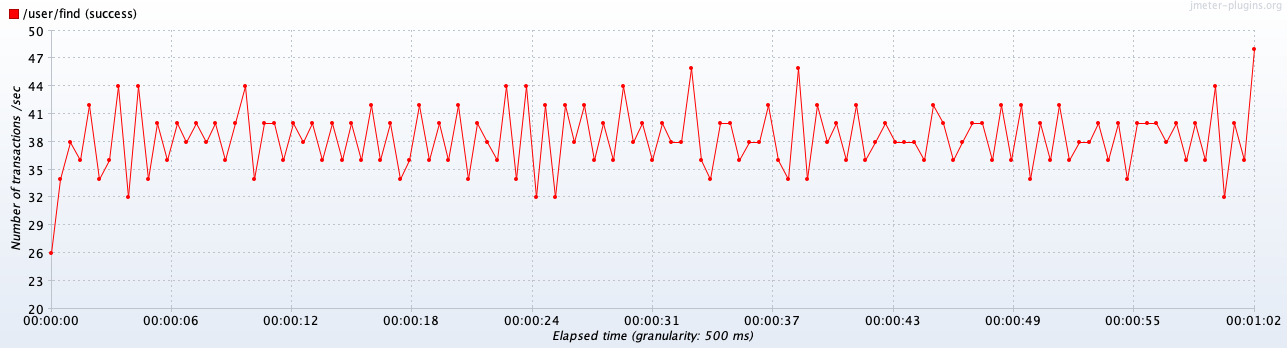 jmeter-plugins.org
/user/find (success)
50
47
44
41
38
35
32
29
26
23
20
Number of transactions /sec
00:00:00 00:00:06 00:00:12 00:00:18 00:00:24 00:00:31 00:00:37 00:00:43 00:00:49 00:00:55 00:01:02
Elapsed time (granularity: 500 ms)